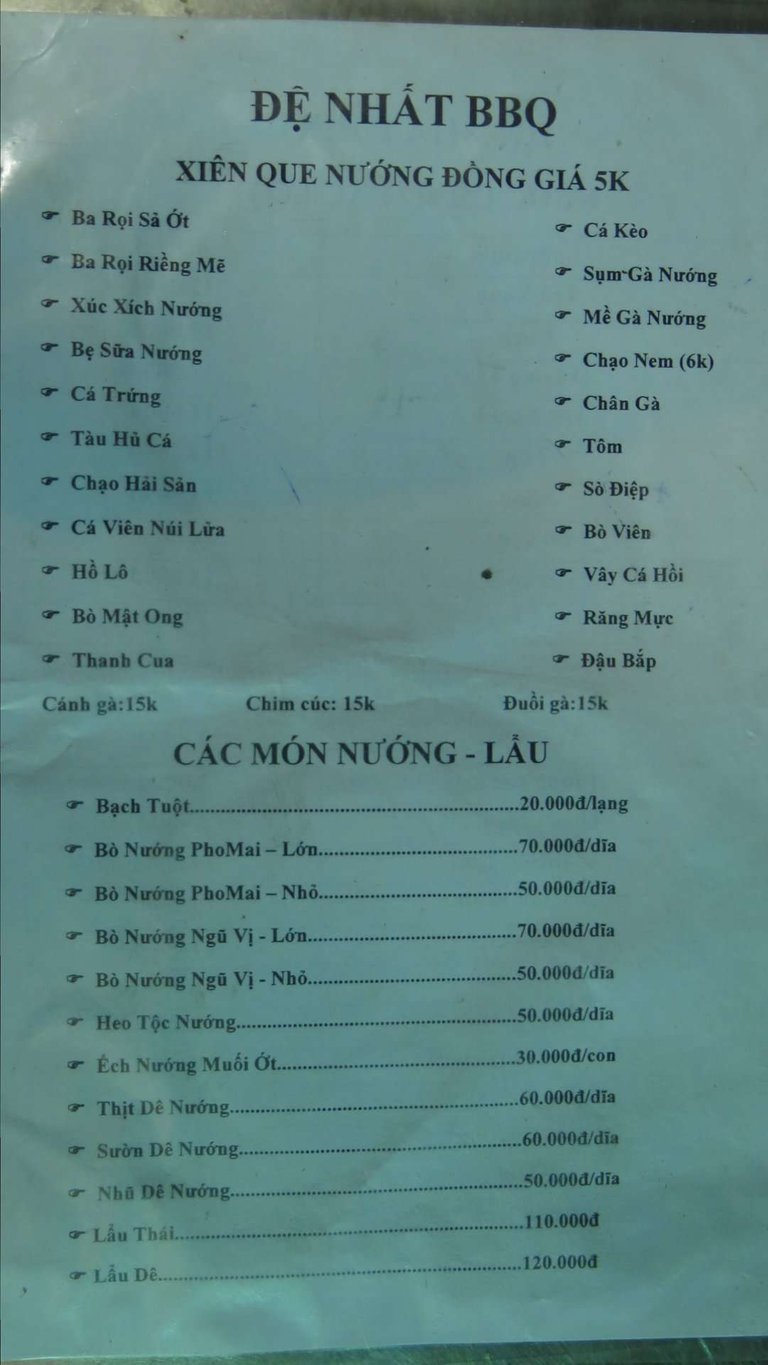 ĐỆ NHẤT BBQ
XIÊN QUE NƯỚNG ĐỒNG GIÁ 5K
☞ Ba Rọi Sả Ớt
☞ Ba Rọi Riềng Mẽ
☞ Xúc Xích Nướng
☞ Bẹ Sữa Nướng
☞ Cá Trứng
☞ Tàu Hủ Cá
☞ Chạo Hải Sản
☞ Cá Viên Núi Lửa
☞ Hồ Lô
☞ Bò Mật Ong
☞ Thanh Cua
☞ Cá Kèo
☞ Sụm Gà Nướng
☞ Mề Gà Nướng
☞ Chạo Nem (6k)
☞ Chân Gà
☞ Tôm
☞ Sò Điệp
☞ Bò Viên
☞ Vây Cá Hồi
☞ Răng Mực
☞ Đậu Bắp
Cánh gà:15k Chim cúc: 15k Đuồi gà:15k
CÁC MÓN NƯỚNG - LẨU
☞ Bạch Tuột..........20.000đ/lạng
☞ Bò Nướng PhoMai – Lớn..........70.000đ/dĩa
☞ Bò Nướng PhoMai – Nhỏ..........50.000đ/dĩa
☞ Bò Nướng Ngũ Vị - Lớn..........70.000đ/dĩa
☞ Bò Nướng Ngũ Vị - Nhỏ..........50.000đ/dĩa
☞ Heo Tộc Nướng..........50.000đ/dĩa
☞ Ếch Nướng Muối Ớt..........30.000đ/con
☞ Thịt Dê Nướng..........60.000đ/dĩa
☞ Sườn Dê Nướng..........60.000đ/dĩa
☞ Nhũ Dê Nướng..........50.000đ/dĩa
☞ Lẩu Thái..........110.000đ
☞ Lẩu Dê..........120.000đ